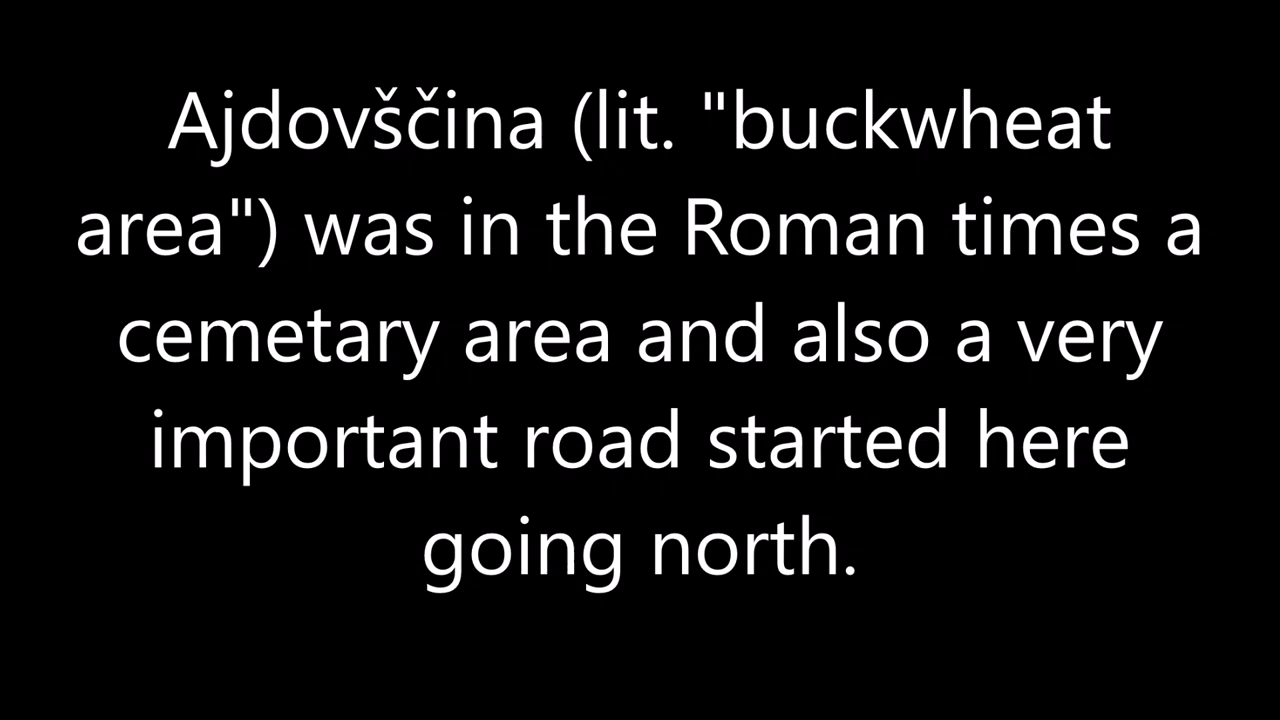 Ajdovščina (lit. "buckwheat
area") was in the Roman times a
cemetary area and also a very
important road started here
going north.